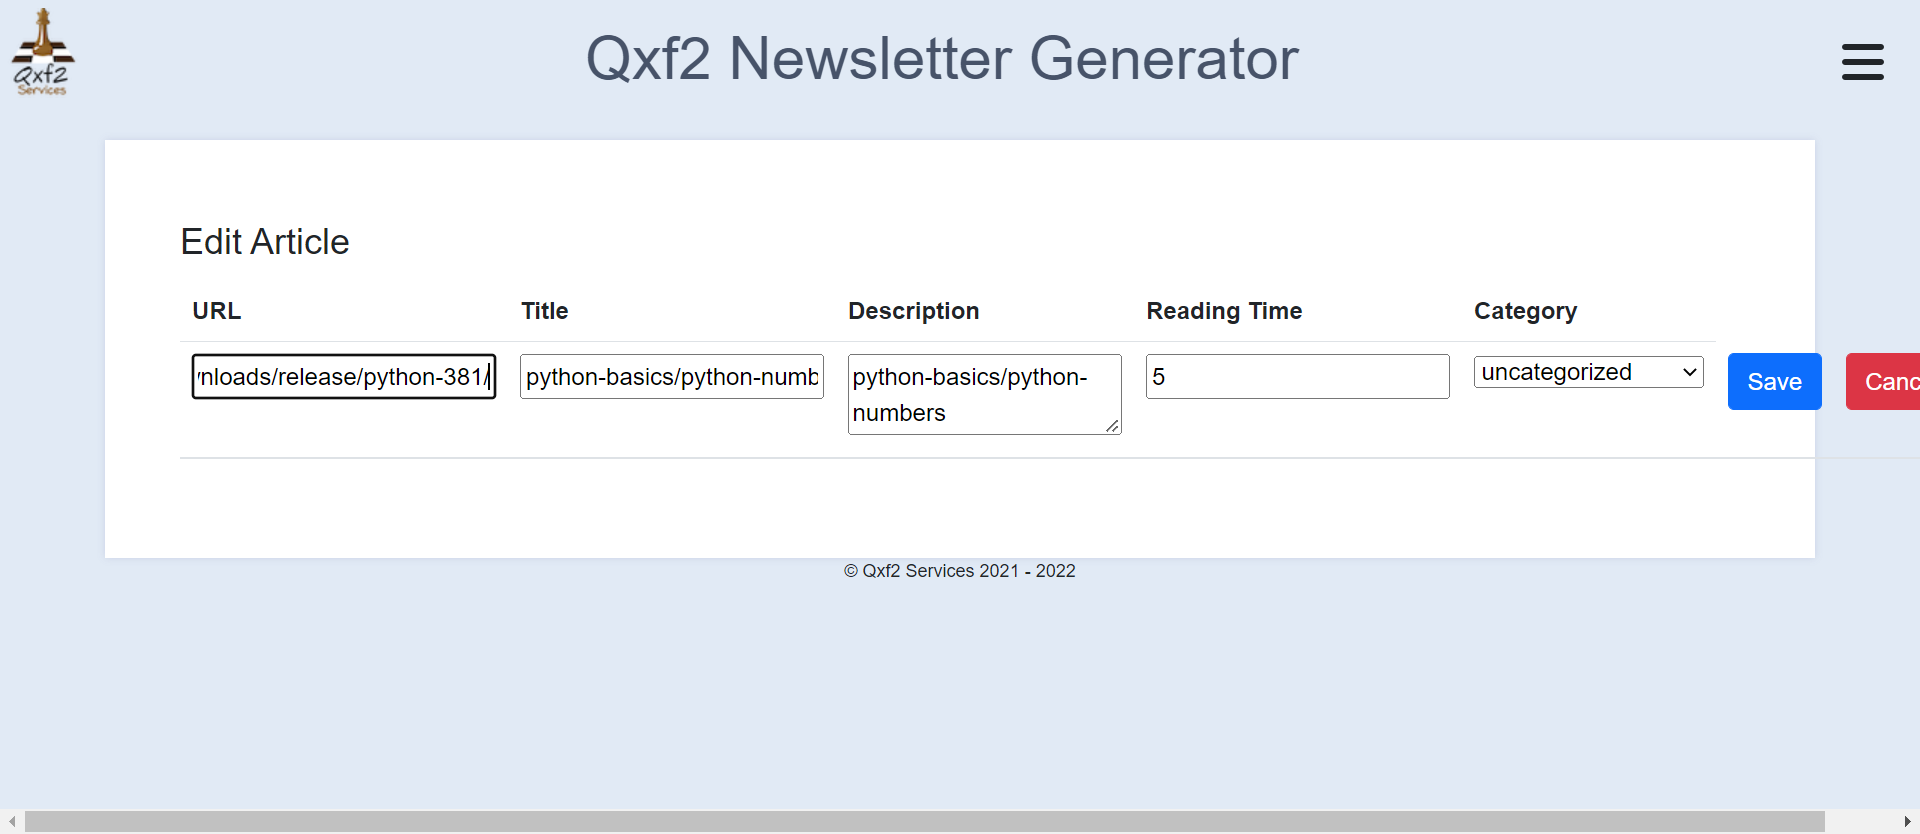 Qxf2
Services
Qxf2 Newsletter Generator
Edit Article
URL Title Description Reading Time Category
nloads/release/python-381/ python-basics/python-numb python-basics/python-
numbers 5 uncategorized Save Canc
© Qxf2 Services 2021 - 2022